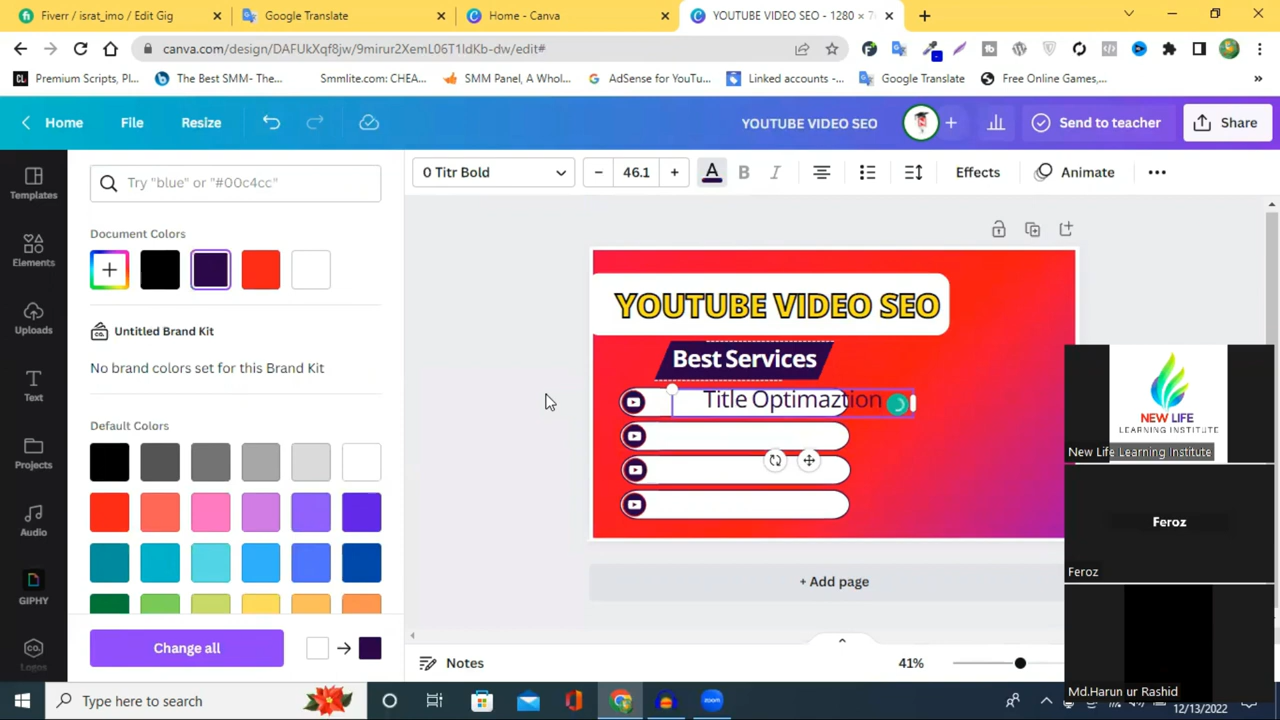 Fiverr / israt_imo / Edit Gig
Google Translate
Home - Canva
YOUTUBE VIDEO SEO - 1280 × 7
canva.com/design/DAFUkXqf8jw/9mirur2XemL06T1IdKb-dw/edit#
Premium Scripts, Pl...
The Best SMM- The...
Smmlite.com: CHEA...
SMM Panel, A Whol...
AdSense for YouTu...
Linked accounts -...
Google Translate
Free Online Games,...
Home
File
Resize
YOUTUBE VIDEO SEO
Send to teacher
Share
Templates
Elements
Uploads
Text
Projects
Audio
GIPHY
Logos
Try "blue" or "#00c4cc"
Document Colors
Untitled Brand Kit
No brand colors set for this Brand Kit
Default Colors
Change all
0 Titr Bold
46.1
A
B
I
Effects
Animate
YOUTUBE VIDEO SEO
Best Services
Title Optimaztion
+ Add page
Notes
41%
NEW LIFE
LEARNING INSTITUTE
New Life Learning Institute
Feroz
Feroz
Md.Harun ur Rashid
Type here to search
12/13/2022